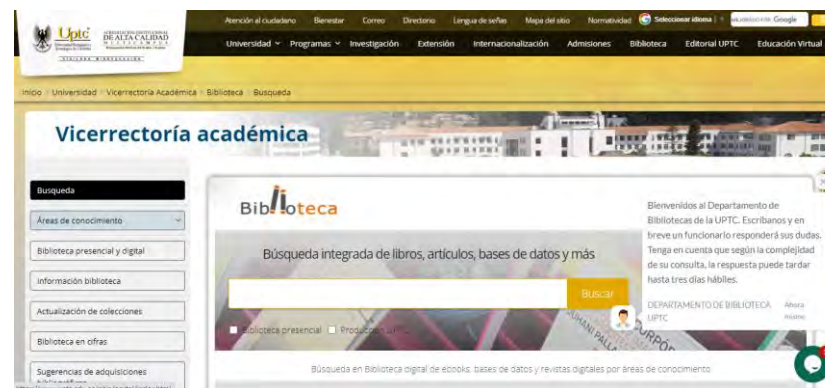 Atención al ciudadano Bienestar Correo Directorio Lengua de señas Mapa del sitio Normatividad Seleccionar idioma Google
Uptc
ACREDITACIÓN INSTITUCIONAL
DE ALTA CALIDAD
MULTICAMPUS
Universidad Programas Investigación Extensión Internacionalización Admisiones Biblioteca Editorial UPTC Educación Virtual
Inicio Universidad Vicerrectoría Académica Biblioteca Busqueda
Vicerrectoría académica
Busqueda
Áreas de conocimiento
Biblioteca presencial y digital
Información biblioteca
Actualización de colecciones
Biblioteca en cifras
Sugerencias de adquisiciones
Biblioteca
Búsqueda integrada de libros, artículos, bases de datos y más
Buscar
Biblioteca presencial
Búsqueda en Biblioteca digital de ebooks, bases de datos y revistas digitales por áreas de conocimiento
Bienvenidos al Departamento de
Bibliotecas de la UPTC. Escríbanos y en
breve un funcionario responderá sus dudas.
Tenga en cuenta que según la complejidad
de su consulta, la respuesta puede tardar
hasta tres días hábiles.
DEPARTAMENTO DE BIBLIOTECA Ahora
UPTC mismo